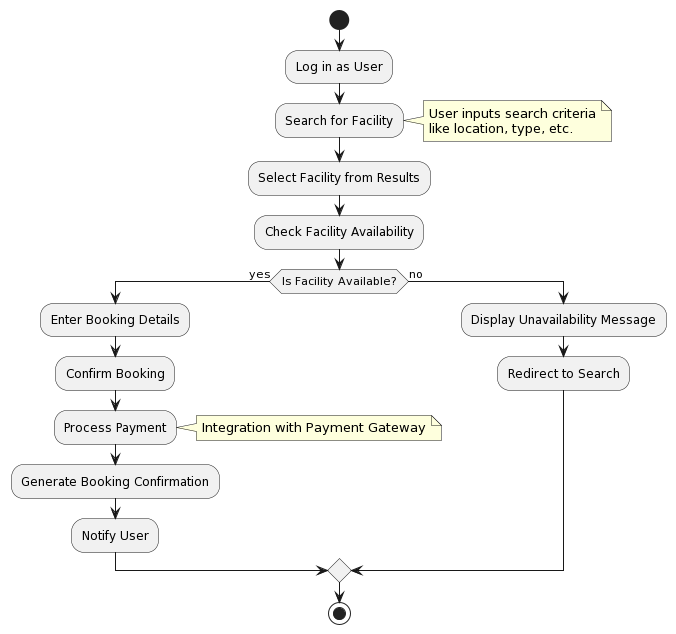 Log in as User
Search for Facility
User inputs search criteria
like location, type, etc.
Select Facility from Results
Check Facility Availability
yes
Is Facility Available?
no
Enter Booking Details
Display Unavailability Message
Confirm Booking
Redirect to Search
Process Payment
Integration with Payment Gateway
Generate Booking Confirmation
Notify User